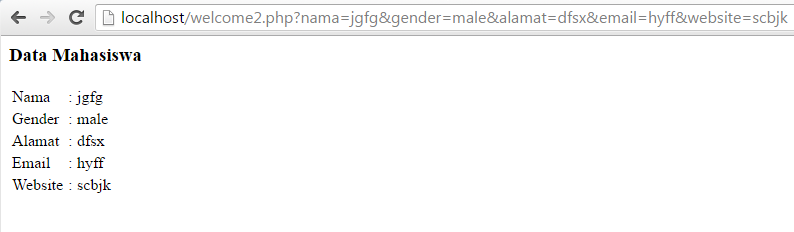 localhost/welcome2.php?nama=jgfg&gender=male&alamat=dfsx&email=hyff&website=scbjk
Data Mahasiswa
Nama : jgfg
Gender : male
Alamat : dfsx
Email : hyff
Website : scbjk